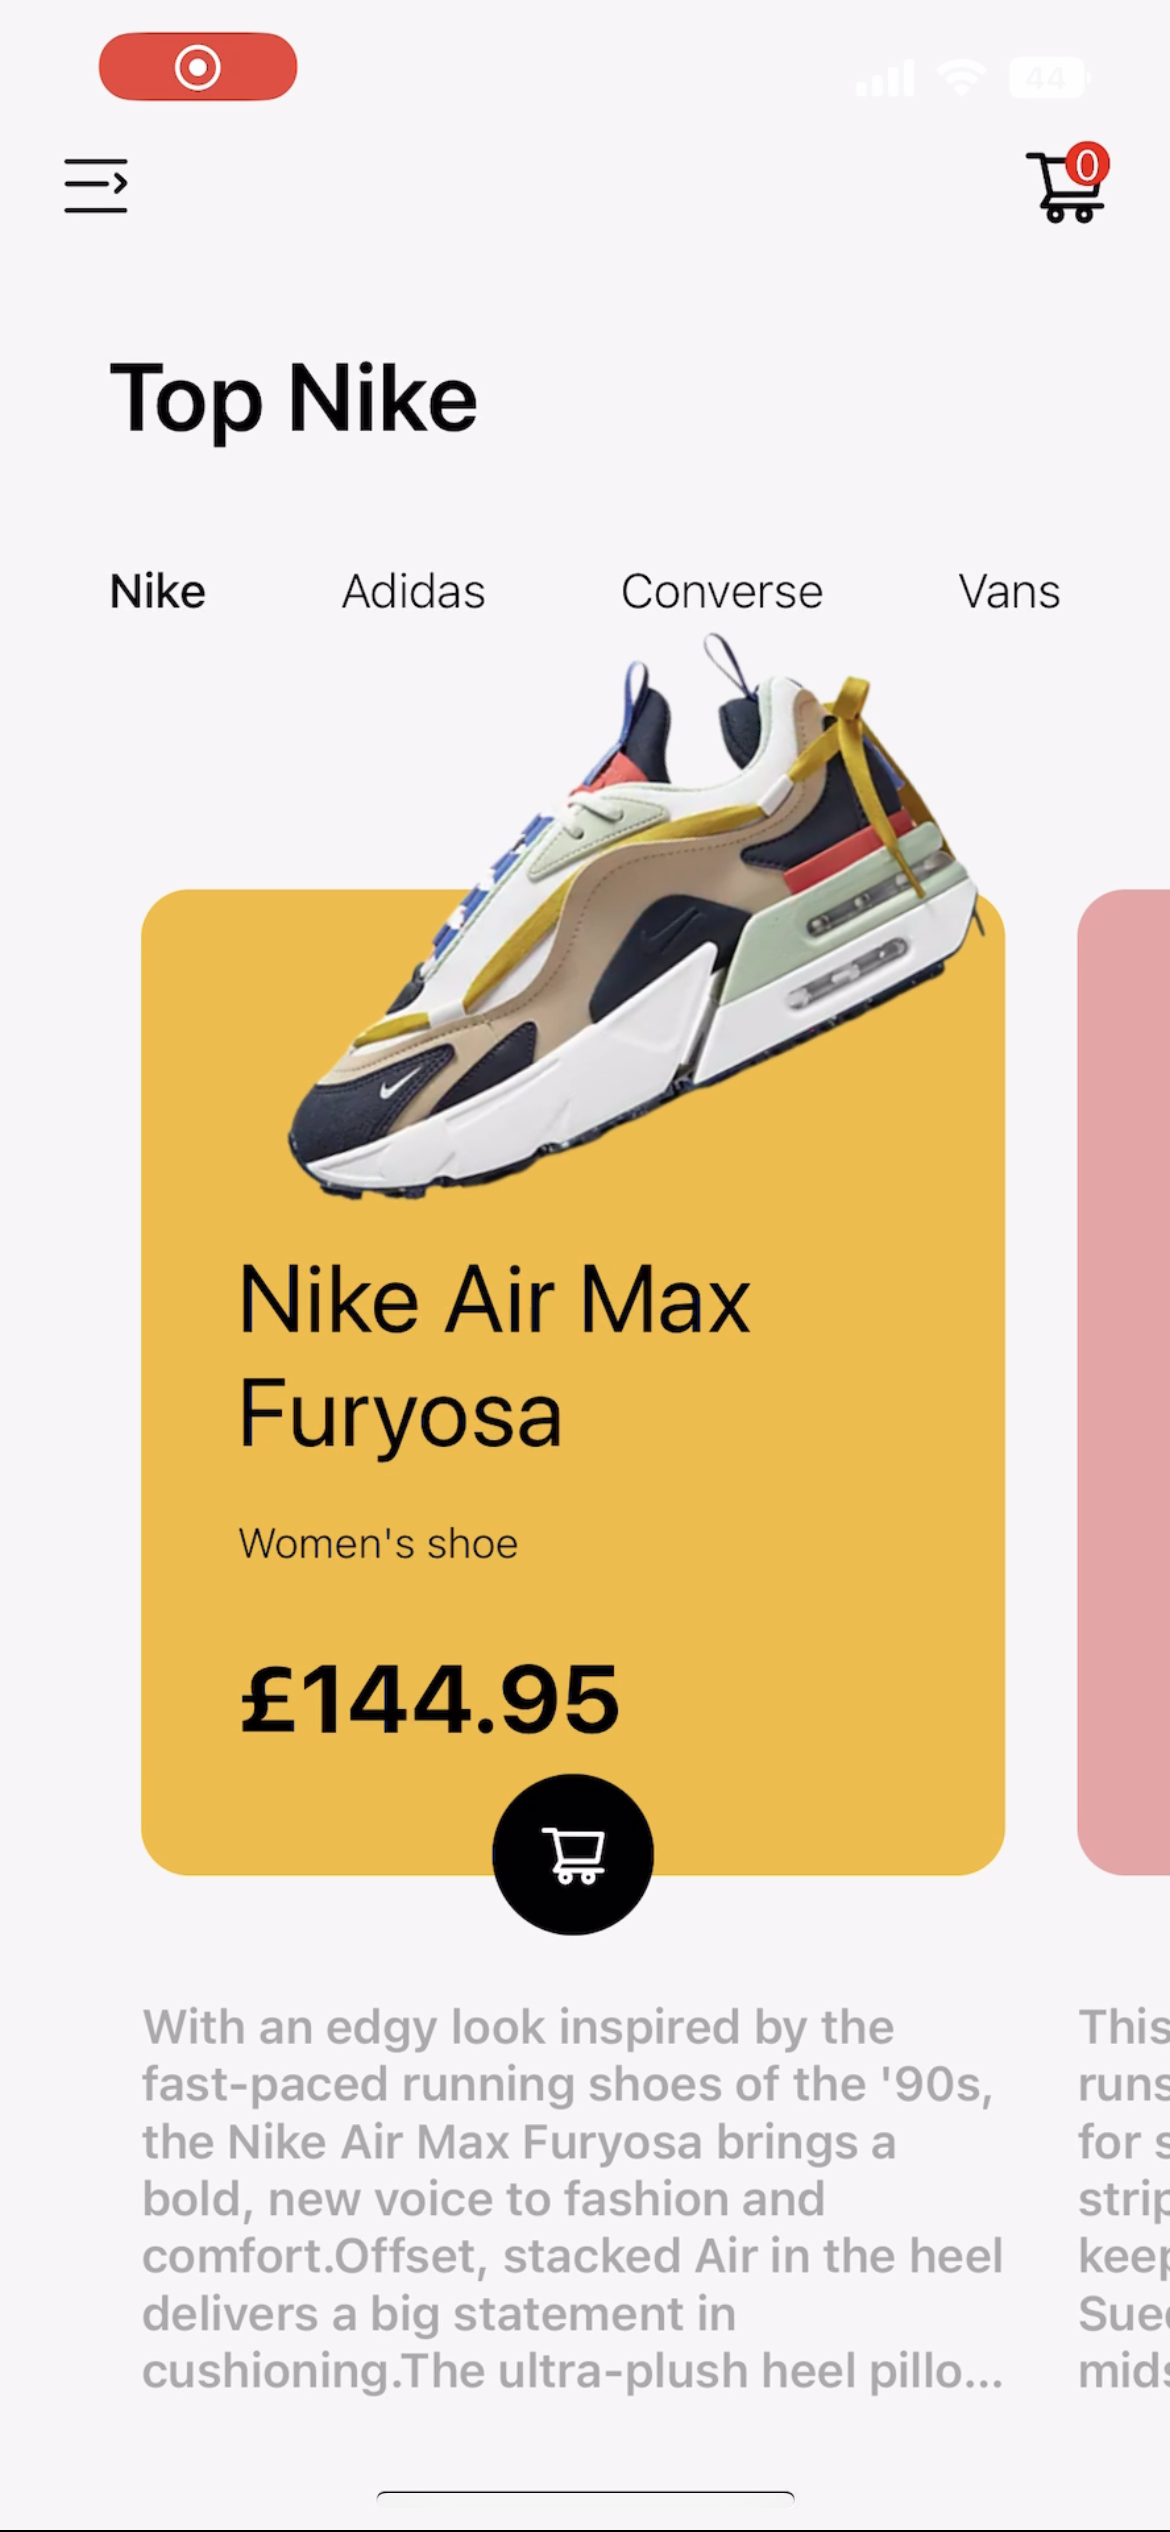 44
0
Top Nike
Nike Adidas Converse Vans
Nike Air Max
Furyosa
Women's shoe
£144.95
With an edgy look inspired by the
fast-paced running shoes of the '90s,
the Nike Air Max Furyosa brings a
bold, new voice to fashion and
comfort.Offset, stacked Air in the heel
delivers a big statement in
cushioning.The ultra-plush heel pillo...
This
runs
for s
strip
keep
Sued
mids